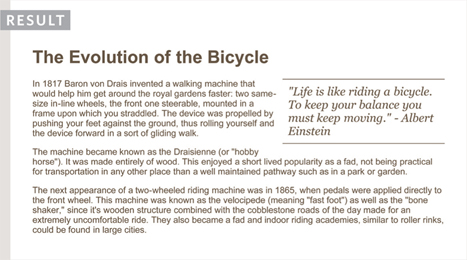 RESULT
The Evolution of the Bicycle
In 1817 Baron von Drais invented a walking machine that
would help him get around the royal gardens faster: two same-
size in-line wheels, the front one steerable, mounted in a
frame upon which you straddled. The device was propelled by
pushing your feet against the ground, thus rolling yourself and
the device forward in a sort of gliding walk.
"Life is like riding a bicycle.
To keep your balance you
must keep moving." - Albert
Einstein
The machine became known as the Draisienne (or "hobby
horse"). It was made entirely of wood. This enjoyed a short lived popularity as a fad, not being practical
for transportation in any other place than a well maintained pathway such as in a park or garden.
The next appearance of a two-wheeled riding machine was in 1865, when pedals were applied directly to
the front wheel. This machine was known as the velocipede (meaning "fast foot") as well as the "bone
shaker," since it's wooden structure combined with the cobblestone roads of the day made for an
extremely uncomfortable ride. They also became a fad and indoor riding academies, similar to roller rinks,
could be found in large cities.